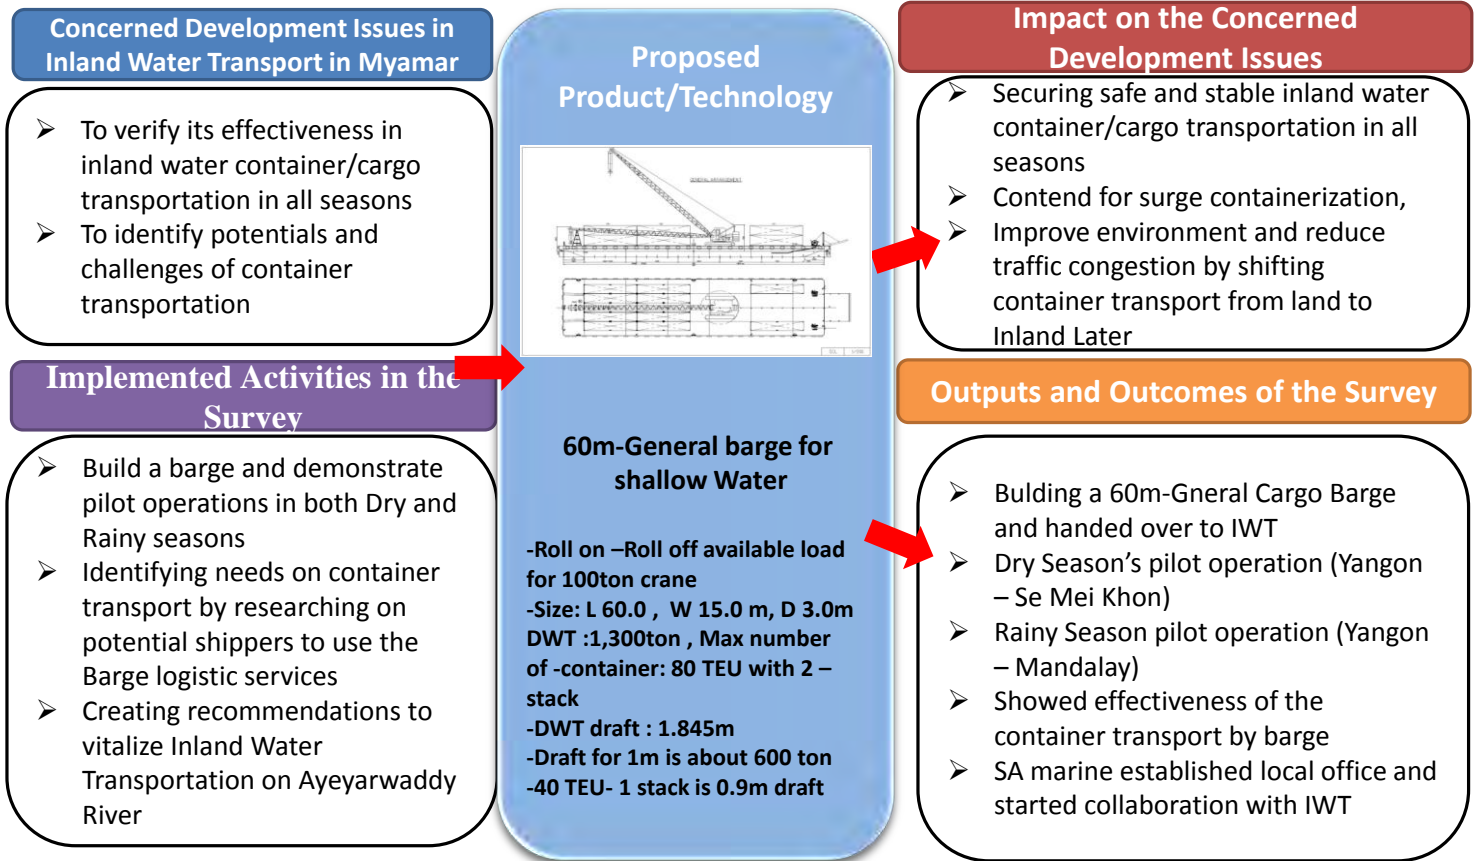 Concerned Development Issues in
Inland Water Transport in Myamar
➢ To verify its effectiveness in
inland water container/cargo
transportation in all seasons
➢ To identify potentials and
challenges of container
transportation
Implemented Activities in the
Survey
➢ Build a barge and demonstrate
pilot operations in both Dry and
Rainy seasons
➢ Identifying needs on container
transport by researching on
potential shippers to use the
Barge logistic services
➢ Creating recommendations to
vitalize Inland Water
Transportation on Ayeyarwaddy
River
Proposed
Product/Technology
GENERAL ARRANGEMENT
60m-General barge for
shallow Water
-Roll on –Roll off available load
for 100ton crane
-Size: L 60.0 , W 15.0 m, D 3.0m
DWT :1,300ton , Max number
of -container: 80 TEU with 2 –
stack
-DWT draft : 1.845m
-Draft for 1m is about 600 ton
-40 TEU- 1 stack is 0.9m draft
Impact on the Concerned
Development Issues
➢ Securing safe and stable inland water
container/cargo transportation in all
seasons
➢ Contend for surge containerization,
➢ Improve environment and reduce
traffic congestion by shifting
container transport from land to
Inland Later
Outputs and Outcomes of the Survey
➢ Bulding a 60m-Gneral Cargo Barge
and handed over to IWT
➢ Dry Season’s pilot operation (Yangon
– Se Mei Khon)
➢ Rainy Season pilot operation (Yangon
– Mandalay)
➢ Showed effectiveness of the
container transport by barge
➢ SA marine established local office and
started collaboration with IWT